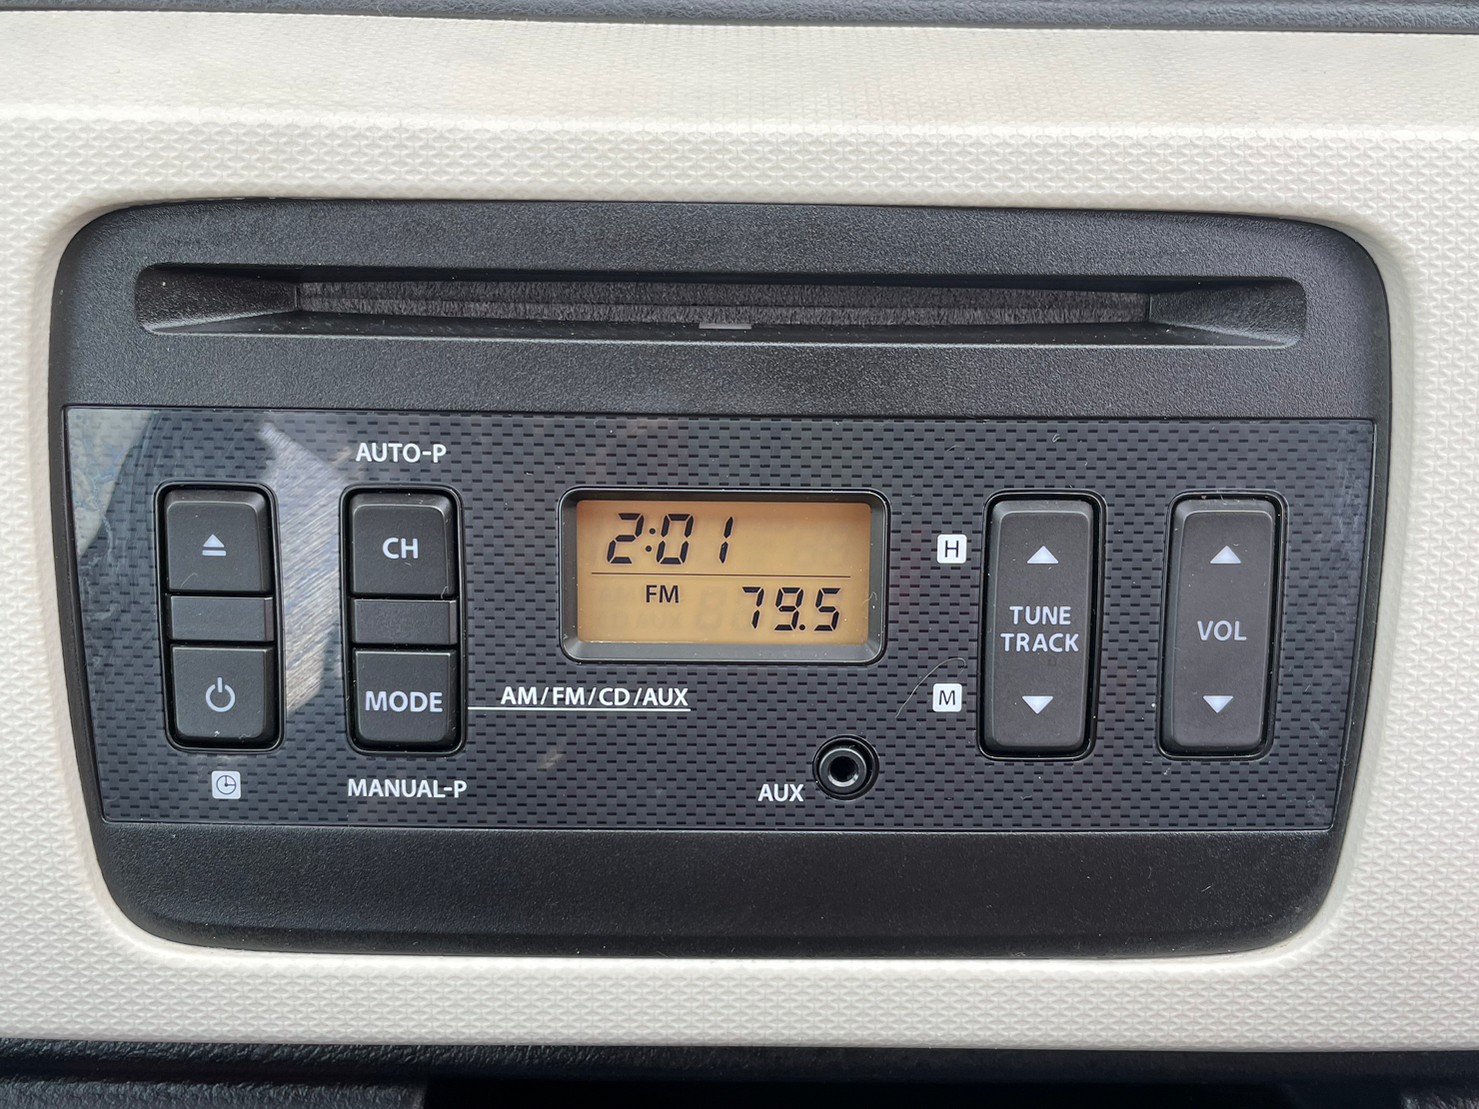 AUTO-P
CH
2:01
FM
79.5
H
TUNE
TRACK
VOL
MODE
AM/FM/CD/AUX
M
MANUAL-P
AUX